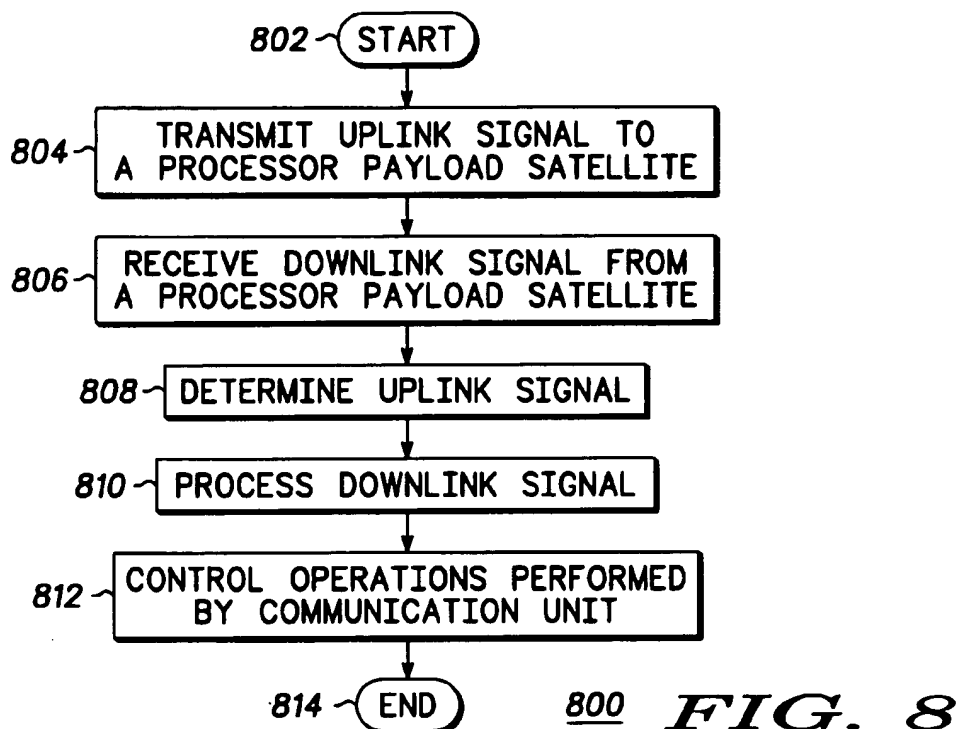 802 START
804 TRANSMIT UPLINK SIGNAL TO
A PROCESSOR PAYLOAD SATELLITE
806 RECEIVE DOWNLINK SIGNAL FROM
A PROCESSOR PAYLOAD SATELLITE
808 DETERMINE UPLINK SIGNAL
810 PROCESS DOWNLINK SIGNAL
812 CONTROL OPERATIONS PERFORMED
BY COMMUNICATION UNIT
814 END
800 FIG. 8